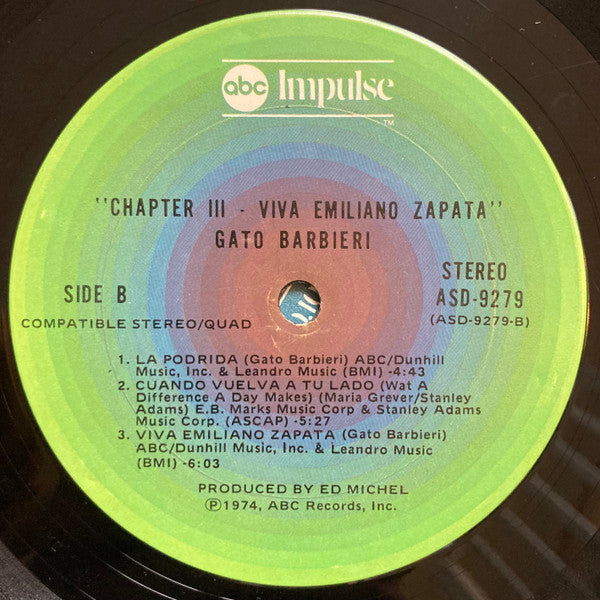 abc Impulse
TM
"CHAPTER III - VIVA EMILIANO ZAPATA"
GATO BARBIERI
SIDE B
STEREO
ASD-9279
COMPATIBLE STEREO/QUAD
(ASD-9279-B)
1. LA PODRIDA (Gato Barbieri) ABC/Dunhill
Music, Inc. & Leandro Music (BMI) -4:43
2. CUANDO VUELVA A TU LADO (Wat A
Difference A Day Makes) (Maria Grever/Stanley
Adams) E.B. Marks Music Corp & Stanley Adams
Music Corp. (ASCAP) -5:27
3. VIVA EMILIANO ZAPATA (Gato Barbieri)
ABC/Dunhill Music, Inc. & Leandro Music
(BMI) -6:03
PRODUCED BY ED MICHEL
Ⓟ1974, ABC Records, Inc.